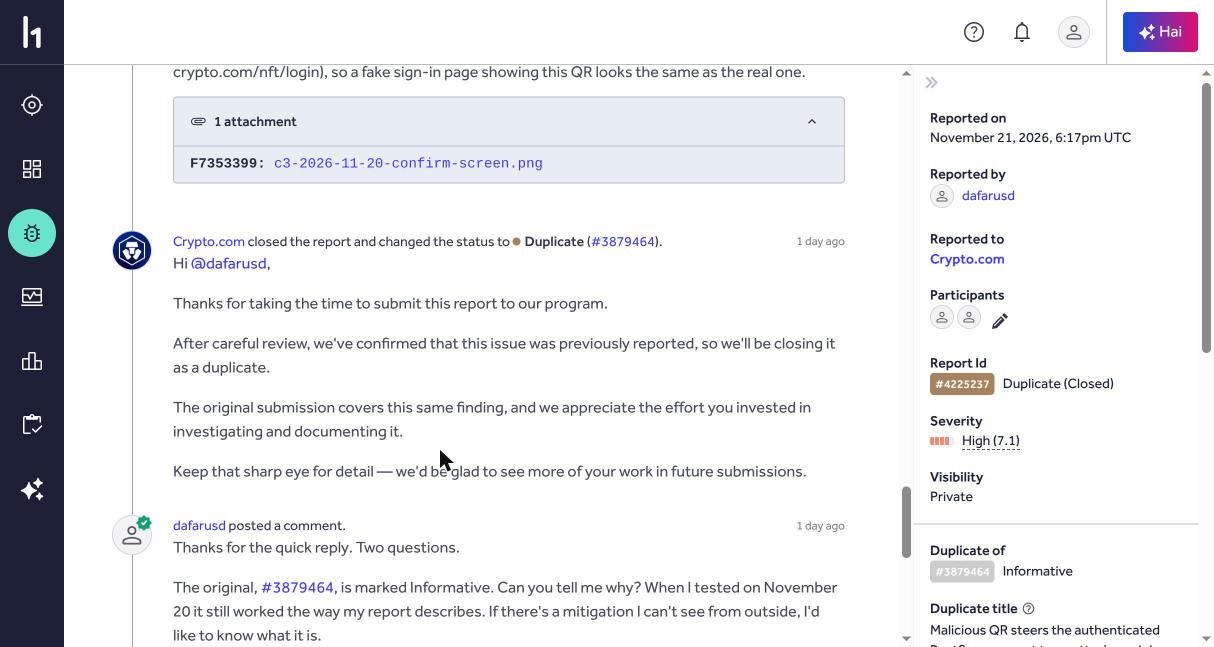 h1
Hai
crypto.com/nft/login), so a fake sign-in page showing this QR looks the same as the real one.
1 attachment
F7353399: c3-2026-11-20-confirm-screen.png
Crypto.com closed the report and changed the status to Duplicate (#3879464).
1 day ago
Hi @dafarusd,
Thanks for taking the time to submit this report to our program.
After careful review, we've confirmed that this issue was previously reported, so we'll be closing it
as a duplicate.
The original submission covers this same finding, and we appreciate the effort you invested in
investigating and documenting it.
Keep that sharp eye for detail — we'd be glad to see more of your work in future submissions.
dafarusd posted a comment.
1 day ago
Thanks for the quick reply. Two questions.
The original, #3879464, is marked Informative. Can you tell me why? When I tested on November
20 it still worked the way my report describes. If there's a mitigation I can't see from outside, I'd
like to know what it is.
Reported on
November 21, 2026, 6:17pm UTC
Reported by
dafarusd
Reported to
Crypto.com
Participants
Report Id
#4225237 Duplicate (Closed)
Severity
High (7.1)
Visibility
Private
Duplicate of
#3879464 Informative
Duplicate title
Malicious QR steers the authenticated